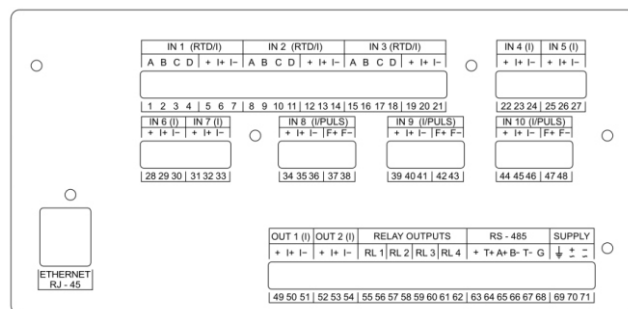 IN 1 (RTD/I) IN 2 (RTD/I) IN 3 (RTD/I) IN 4 (I) IN 5 (I)
A B C D + I+ I− A B C D + I+ I− A B C D + I+ I− + I+ I− + I+ I−
1 2 3 4 5 6 7 8 9 10 11 12 13 14 15 16 17 18 19 20 21 22 23 24 25 26 27
IN 6 (I) IN 7 (I) IN 8 (I/PULS) IN 9 (I/PULS) IN 10 (I/PULS)
+ I+ I− + I+ I− + I+ I− F+ F− + I+ I− F+ F− + I+ I− F+ F−
28 29 30 31 32 33 34 35 36 37 38 39 40 41 42 43 44 45 46 47 48
OUT 1 (I) OUT 2 (I) RELAY OUTPUTS RS - 485 SUPPLY
+ I+ I− + I+ I− RL 1 RL 2 RL 3 RL 4 + T+ A+ B- T- G
ETHERNET
RJ - 45
49 50 51 52 53 54 55 56 57 58 59 60 61 62 63 64 65 66 67 68 69 70 71